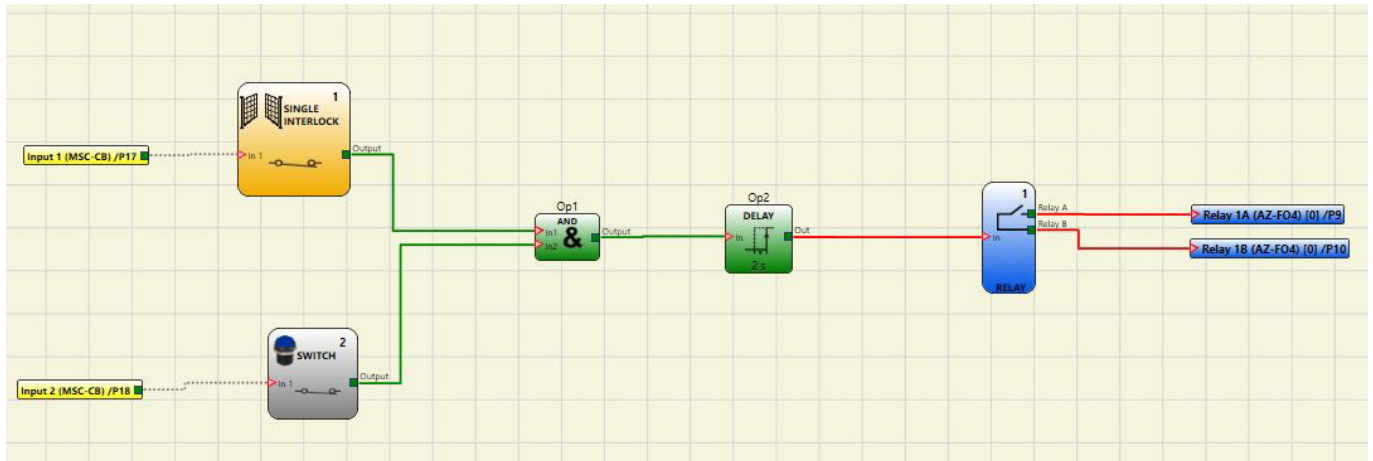 1
SINGLE
INTERLOCK
Input 1 (MSC-CB) /P17
In 1
Output
Op1
AND
&
In1
In2
Output
Op2
DELAY
In
Out
2 s
1
Relay A
Relay B
In
RELAY
Relay 1A (AZ-FO4) [0] /P9
Relay 1B (AZ-FO4) [0] /P10
2
SWITCH
Input 2 (MSC-CB) /P18
In 1
Output